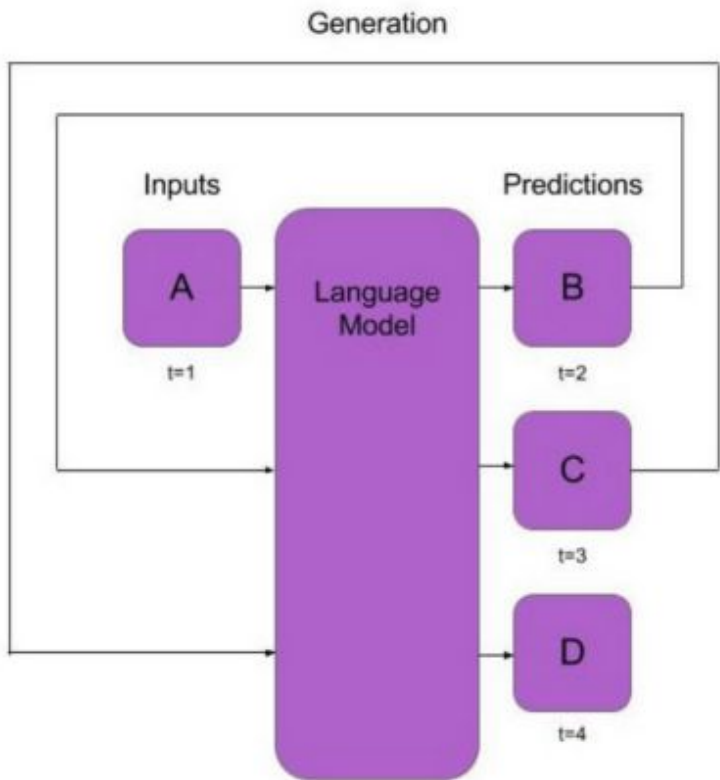 Generation
Inputs
Predictions
A
Language
Model
B
t=1
t=2
C
t=3
D
t=4